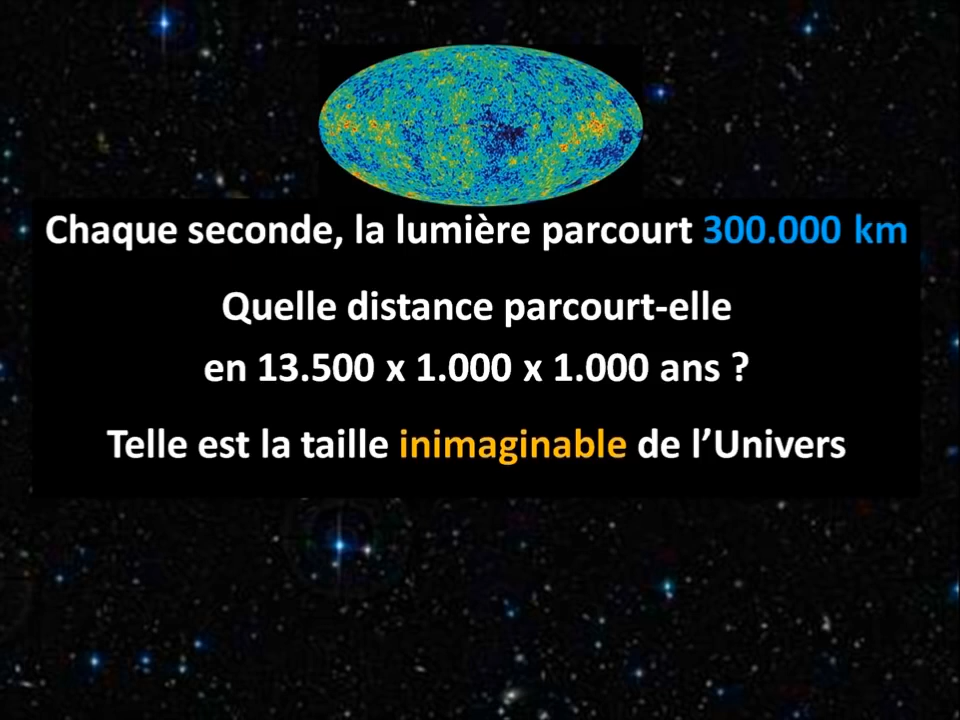 Chaque seconde, la lumière parcourt 300.000 km
Quelle distance parcourt-elle
en 13.500 x 1.000 x 1.000 ans ?
Telle est la taille inimaginable de l’Univers